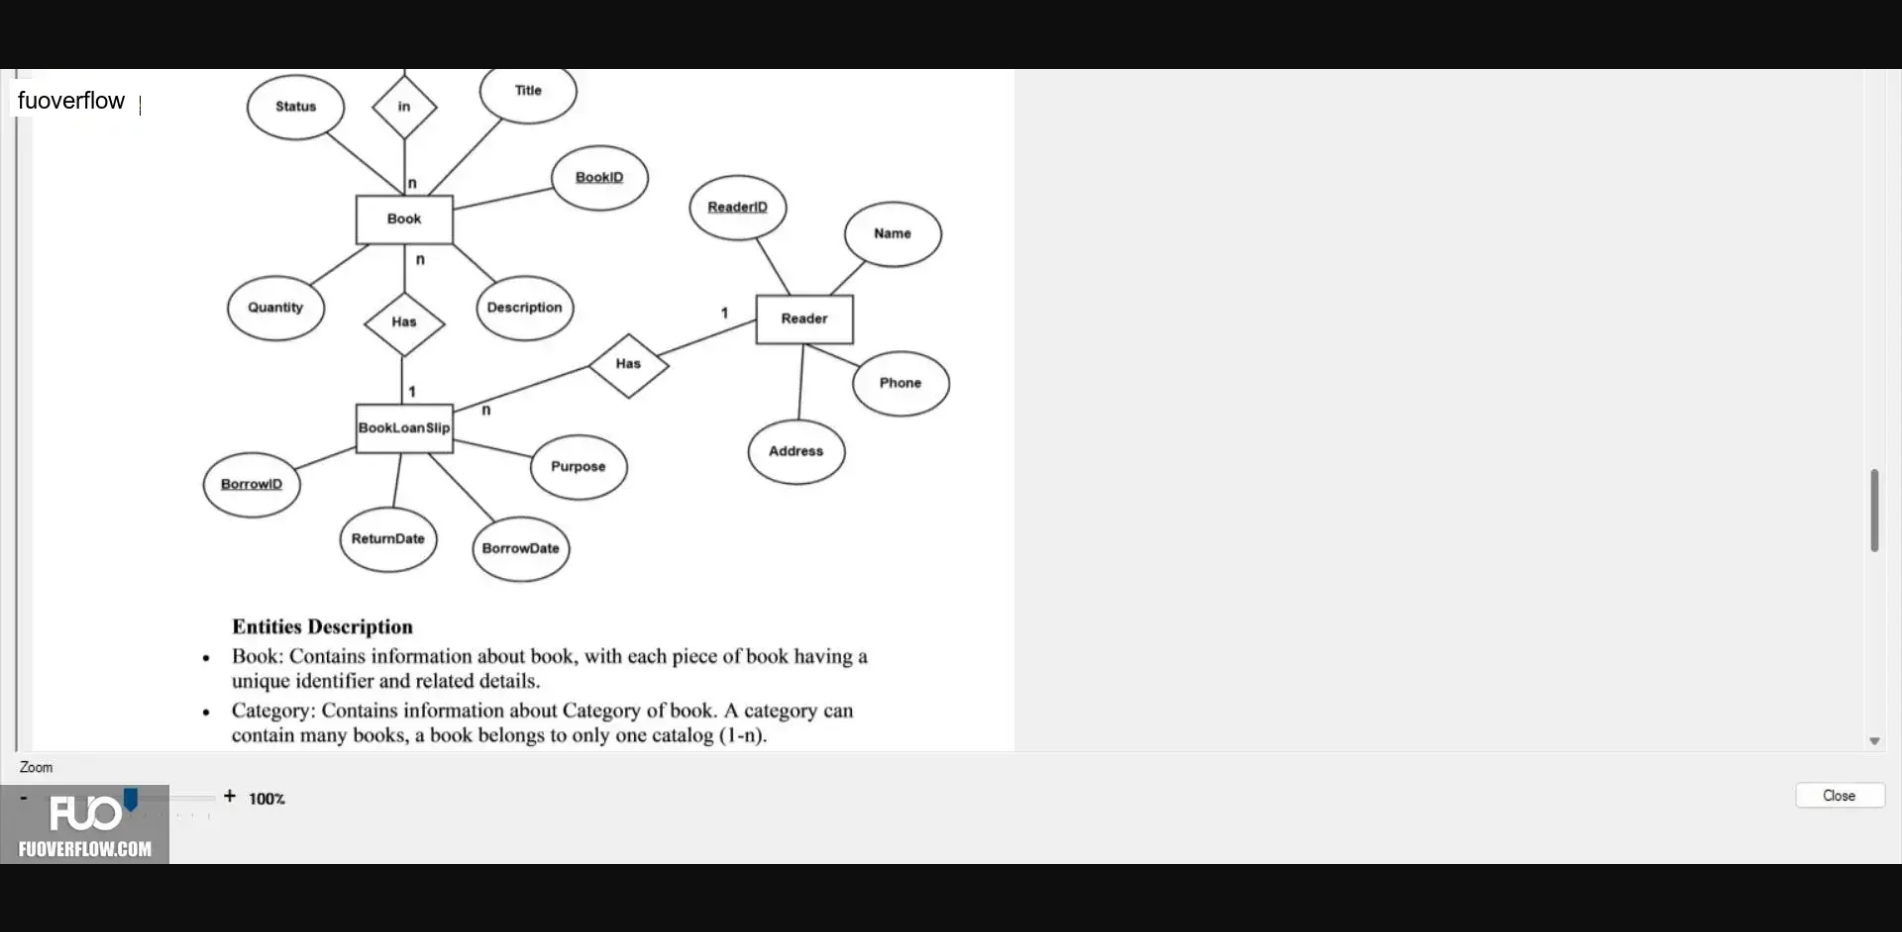 fuoverflow
Status
in
Title
n
BookID
Book
ReaderID
Name
n
Quantity
Has
Description
1
Reader
Has
Phone
1
n
BookLoanSlip
Address
Purpose
BorrowID
ReturnDate
BorrowDate
Entities Description
• Book: Contains information about book, with each piece of book having a
unique identifier and related details.
• Category: Contains information about Category of book. A category can
contain many books, a book belongs to only one catalog (1-n).
Zoom
- + 100%
Close
FUO
FUOVERFLOW.COM